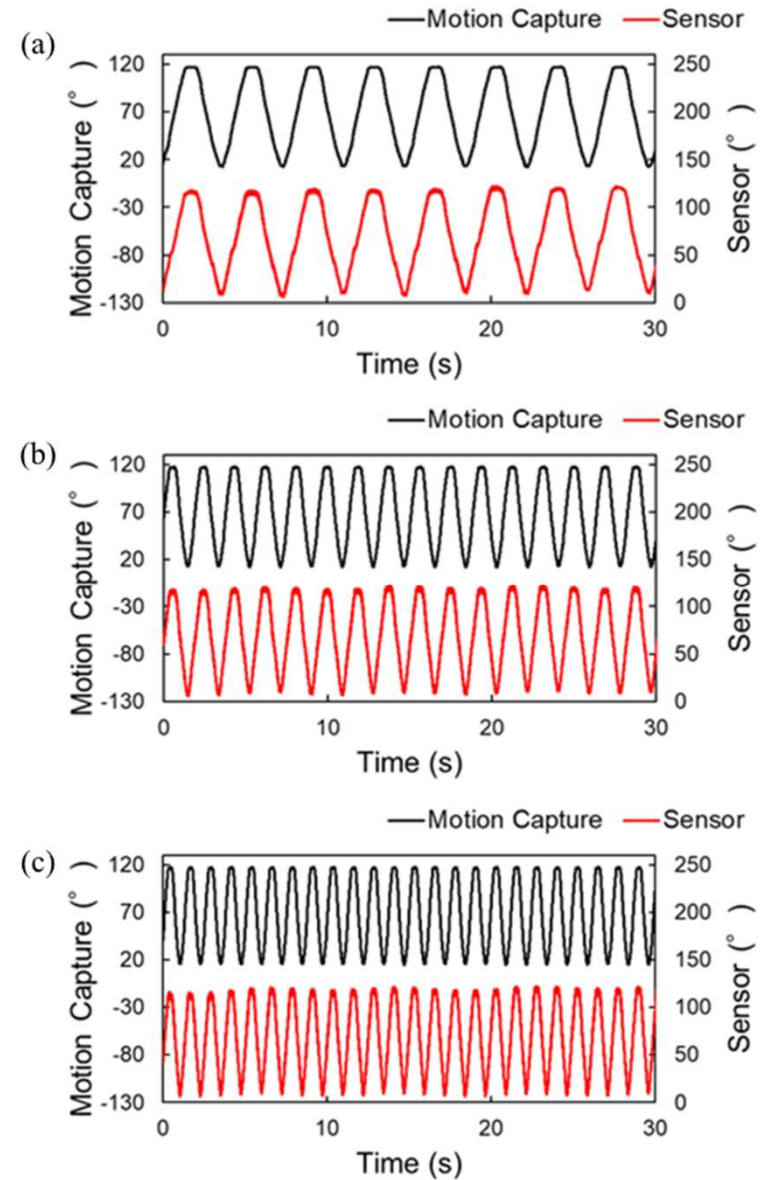 Motion Capture Sensor
(a)
120 250
70 200
20 150
-30 100
-80 50
-130 0
Motion Capture (°)
Sensor (°)
0 10 20 30
Time (s)
Motion Capture Sensor
(b)
120 250
70 200
20 150
-30 100
-80 50
-130 0
Motion Capture (°)
Sensor (°)
0 10 20 30
Time (s)
Motion Capture Sensor
(c)
120 250
70 200
20 150
-30 100
-80 50
-130 0
Motion Capture (°)
Sensor (°)
0 10 20 30
Time (s)